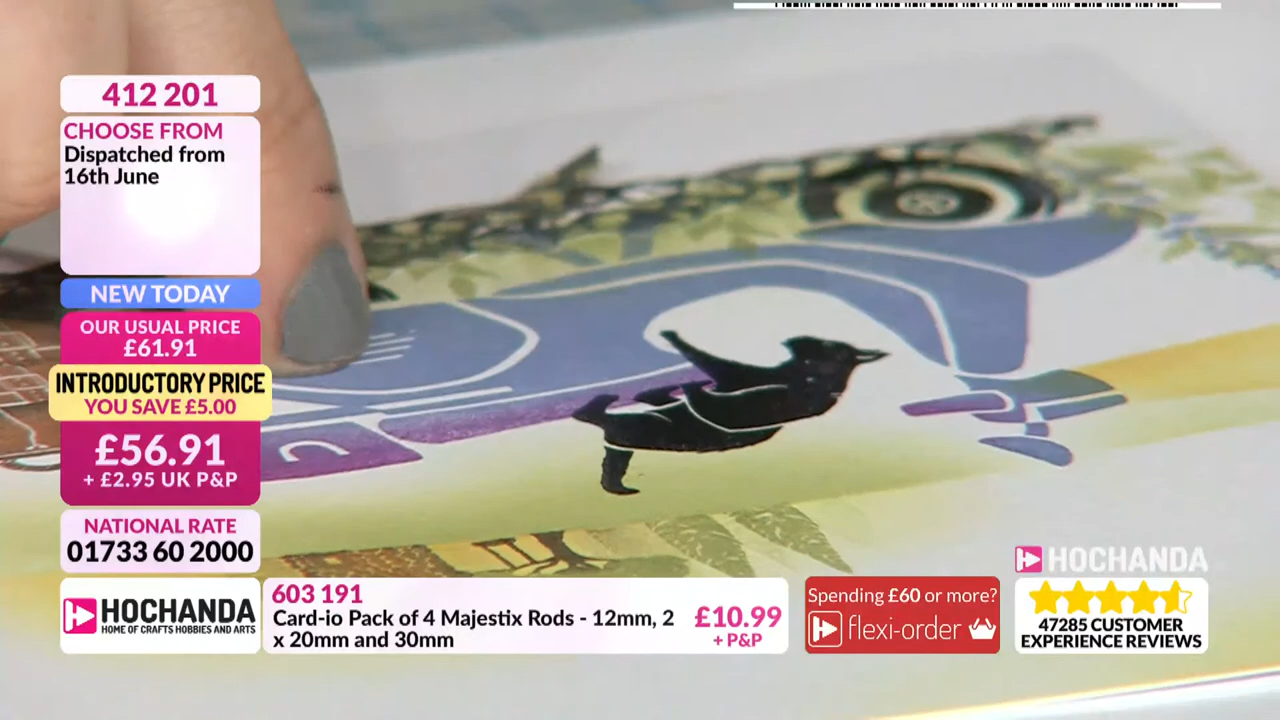 412 201
CHOOSE FROM
Dispatched from
16th June
NEW TODAY
OUR USUAL PRICE
£61.91
INTRODUCTORY PRICE
YOU SAVE £5.00
£56.91
+ £2.95 UK P&P
NATIONAL RATE
01733 60 2000
HOCHANDA
HOME OF CRAFTS HOBBIES AND ARTS
603 191
Card-io Pack of 4 Majestix Rods - 12mm, 2
x 20mm and 30mm
£10.99
+ P&P
Spending £60 or more?
flexi-order
HOCHANDA
47285 CUSTOMER
EXPERIENCE REVIEWS